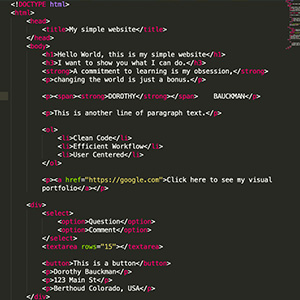 <!DOCTYPE html>
<html>
<head>
<title>My simple website</title>
</head>
<body>
<h1>Hello World, this is my simple website</h1>
<h3>I want to show you what I can do.</h3>
<strong>A commitment to learning is my obsession,</strong>
<p>changing the world is just a bonus.</p>
<p><span><strong>DOROTHY</strong></span> BAUCKMAN</p>
<p>This is another line of paragraph text.</p>
<ol>
<li>Clean Code</li>
<li>Efficient Workflow</li>
<li>User Centered</li>
</ol>
<p><a href="https://google.com">Click here to see my visual
portfolio</a></p>
<div>
<select>
<option>Question</option>
<option>Comment</option>
</select>
<textarea rows="15"></textarea>
<button>This is a button</button>
<p>Dorothy Bauckman</p>
<p>123 Main St</p>
<p>Berthoud Colorado, USA</p>
</div>